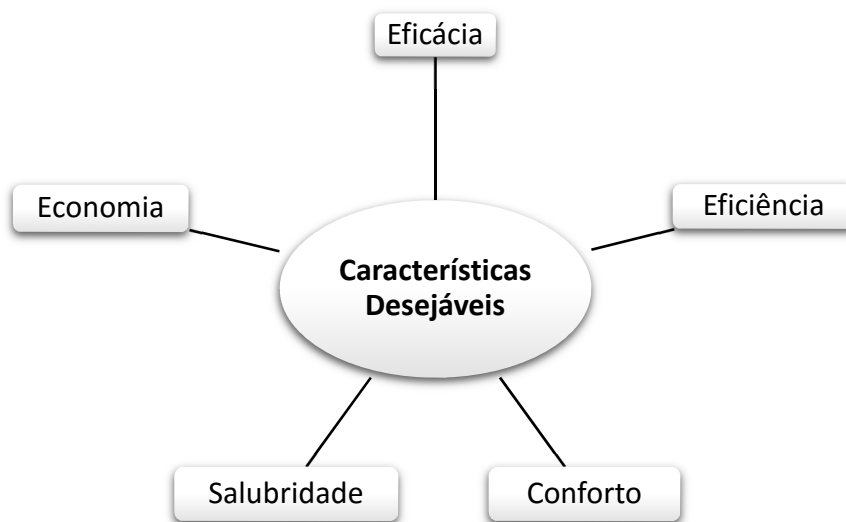 Eficácia
Economia
Eficiência
Características
Desejáveis
Salubridade
Conforto